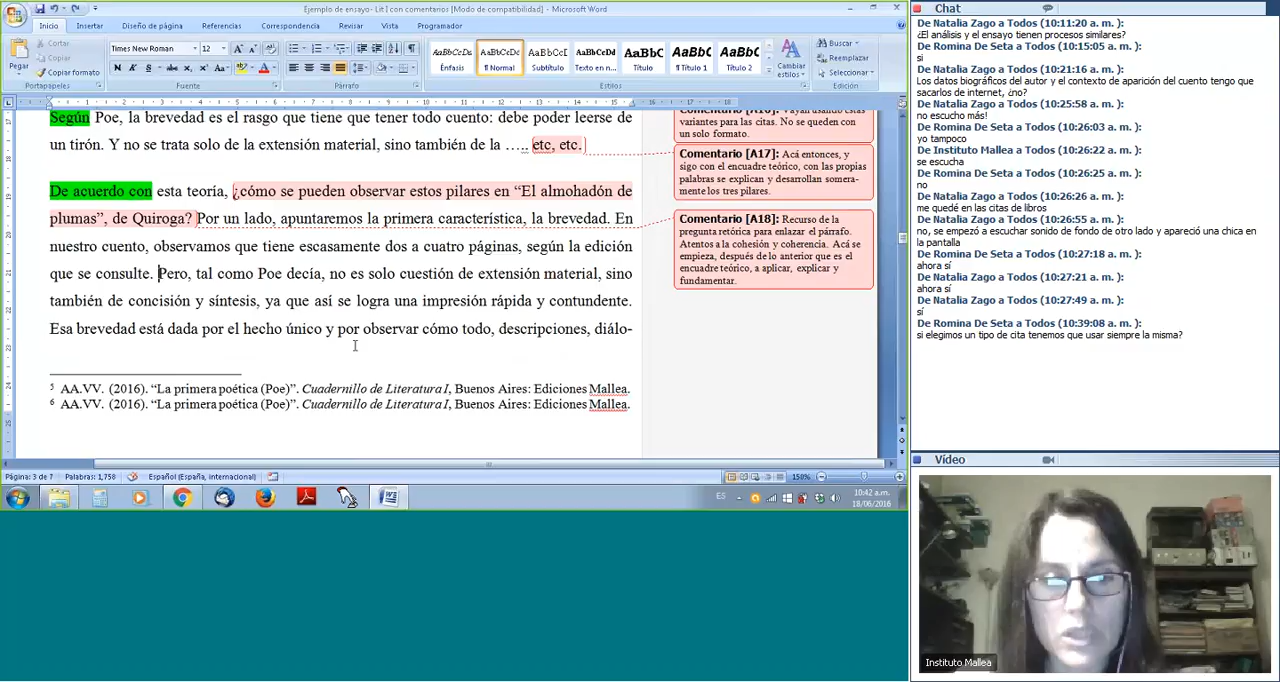 Ejemplo de ensayo- Lit I con comentarios [Modo de compatibilidad] - Microsoft Word
Inicio Insertar Diseño de página Referencias Correspondencia Revisar Vista Programador
Pegar
Cortar
Copiar
Copiar formato
Portapapeles
Times New Roman 12
Fuente
Párrafo
AaBbCcDc AaBbCcDc AaBbCcI AaBbCcDd AaBbC AaBbC AaBbC
Énfasis ¶ Normal Subtítulo Texto en n... Título ¶ Título 1 Título 2
Cambiar estilos
Estilos
Buscar
Reemplazar
Seleccionar
Edición
Según Poe, la brevedad es el rasgo que tiene que tener todo cuento: debe poder leerse de
un tirón. Y no se trata solo de la extensión material, sino también de la ….. etc, etc.
De acuerdo con esta teoría, ¿cómo se pueden observar estos pilares en “El almohadón de
plumas”, de Quiroga? Por un lado, apuntaremos la primera característica, la brevedad. En
nuestro cuento, observamos que tiene escasamente dos a cuatro páginas, según la edición
que se consulte. Pero, tal como Poe decía, no es solo cuestión de extensión material, sino
también de concisión y síntesis, ya que así se logra una impresión rápida y contundente.
Esa brevedad está dada por el hecho único y por observar cómo todo, descripciones, diálo-
5 AA.VV. (2016). “La primera poética (Poe)”. Cuadernillo de Literatura I, Buenos Aires: Ediciones Mallea.
6 AA.VV. (2016). “La primera poética (Poe)”. Cuadernillo de Literatura I, Buenos Aires: Ediciones Mallea.
variantes para las citas. No se queden con
un solo formato.
Comentario [A17]: Acá entonces, y
sigo con el encuadre teórico, con las propias
palabras se explican y desarrollan somera-
mente los tres pilares.
Comentario [A18]: Recurso de la
pregunta retórica para enlazar el párrafo.
Atentos a la cohesión y coherencia. Acá se
empieza, después de lo anterior que es el
encuadre teórico, a aplicar, explicar y
fundamentar.
Página: 3 de 7 Palabras: 1,758 Español (España, internacional) 150%
ES 10:42 a.m.
18/06/2016
Chat
De Natalia Zago a Todos (10:11:20 a. m. ):
¿El análisis y el ensayo tienen procesos similares?
De Romina De Seta a Todos (10:15:05 a. m. ):
si
De Natalia Zago a Todos (10:21:16 a. m. ):
Los datos biográficos del autor y el contexto de aparición del cuento tengo que
sacarlos de internet, ¿no?
De Natalia Zago a Todos (10:25:58 a. m. ):
no escucho más!
De Romina De Seta a Todos (10:26:03 a. m. ):
yo tampoco
De Instituto Mallea a Todos (10:26:22 a. m. ):
se escucha
De Romina De Seta a Todos (10:26:25 a. m. ):
no
De Natalia Zago a Todos (10:26:26 a. m. ):
me quedé en las citas de libros
De Natalia Zago a Todos (10:26:55 a. m. ):
no, se empezó a escuchar sonido de fondo de otro lado y apareció una chica en
la pantalla
De Romina De Seta a Todos (10:27:18 a. m. ):
ahora sí
De Natalia Zago a Todos (10:27:21 a. m. ):
ahora sí
De Natalia Zago a Todos (10:27:49 a. m. ):
sí
De Romina De Seta a Todos (10:39:08 a. m. ):
si elegimos un tipo de cita tenemos que usar siempre la misma?
Vídeo
Instituto Mallea